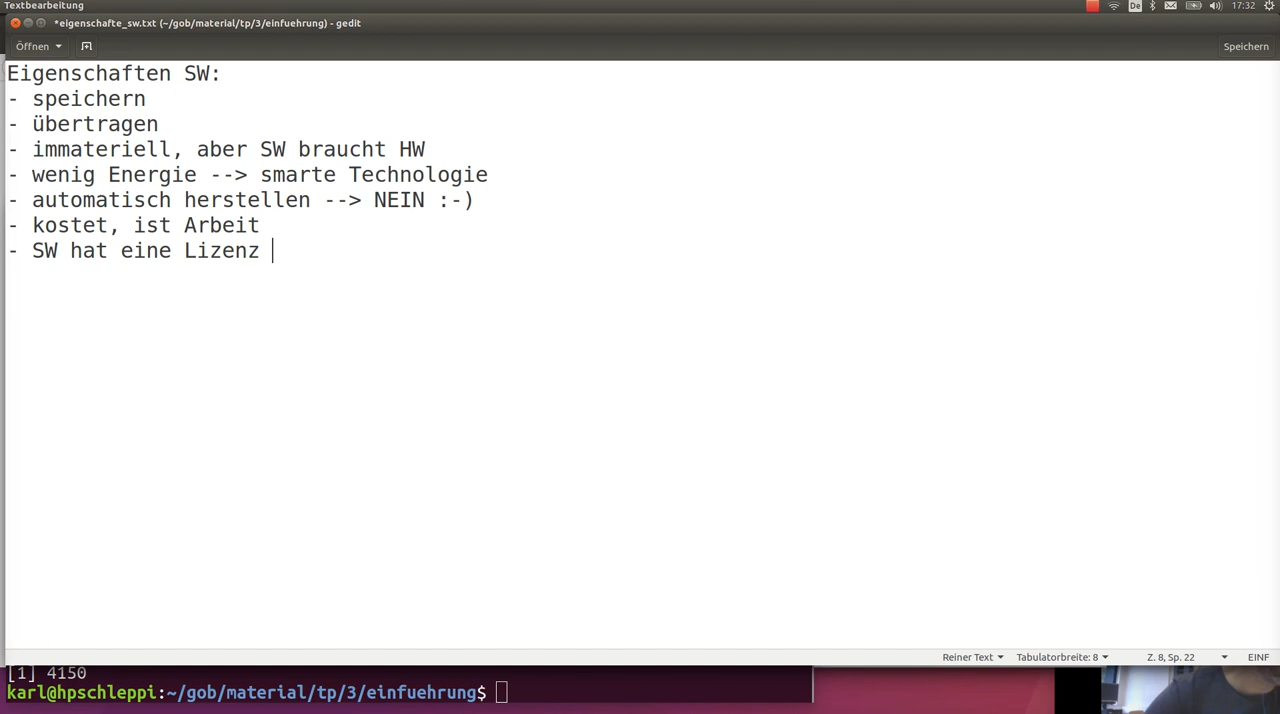 Textbearbeitung
De
17:32
*eigenschafte_sw.txt (~/gob/material/tp/3/einfuehrung) - gedit
Öffnen
Speichern
Eigenschaften SW:
- speichern
- übertragen
- immateriell, aber SW braucht HW
- wenig Energie --> smarte Technologie
- automatisch herstellen --> NEIN :-)
- kostet, ist Arbeit
- SW hat eine Lizenz
Reiner Text
Tabulatorbreite: 8
Z. 8, Sp. 22
EINF
[1] 4150
karl@hpschleppi:~/gob/material/tp/3/einfuehrung$